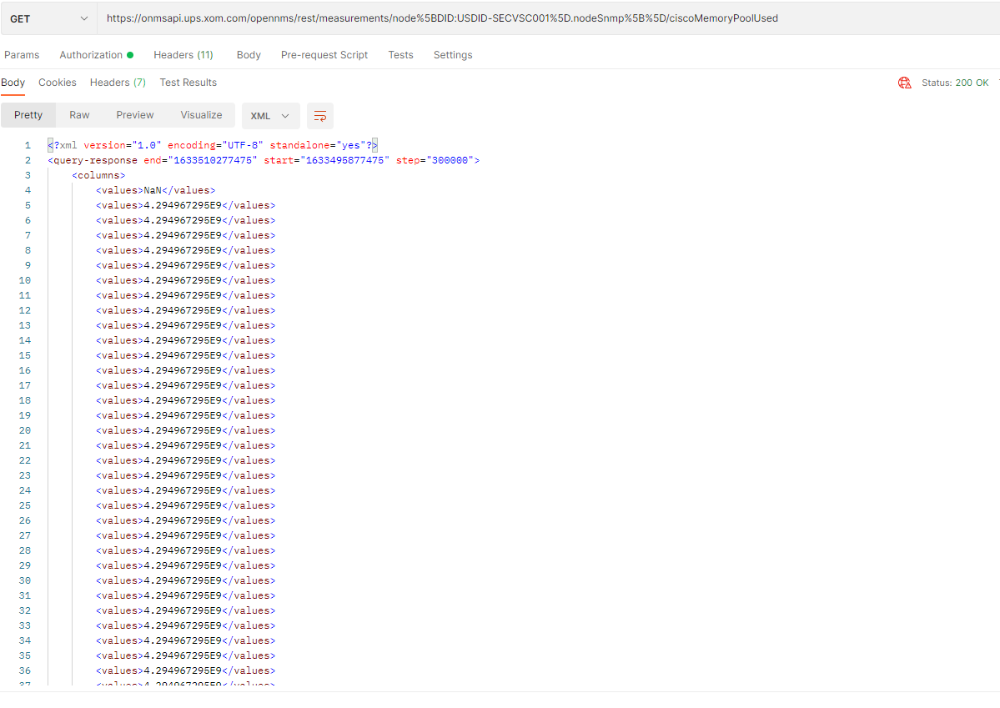 GET https://onmsapi.ups.xom.com/opennms/rest/measurements/node%5BDID:USDID-SECVSC001%5D.nodeSnmp%5B%5D/ciscoMemoryPoolUsed
Params Authorization Headers (11) Body Pre-request Script Tests Settings
Body Cookies Headers (7) Test Results Status: 200 OK
Pretty Raw Preview Visualize XML
1 <?xml version="1.0" encoding="UTF-8" standalone="yes"?>
2 <query-response end="1633510277475" start="1633495877475" step="300000">
3 <columns>
4 <values>NaN</values>
5 <values>4.294967295E9</values>
6 <values>4.294967295E9</values>
7 <values>4.294967295E9</values>
8 <values>4.294967295E9</values>
9 <values>4.294967295E9</values>
10 <values>4.294967295E9</values>
11 <values>4.294967295E9</values>
12 <values>4.294967295E9</values>
13 <values>4.294967295E9</values>
14 <values>4.294967295E9</values>
15 <values>4.294967295E9</values>
16 <values>4.294967295E9</values>
17 <values>4.294967295E9</values>
18 <values>4.294967295E9</values>
19 <values>4.294967295E9</values>
20 <values>4.294967295E9</values>
21 <values>4.294967295E9</values>
22 <values>4.294967295E9</values>
23 <values>4.294967295E9</values>
24 <values>4.294967295E9</values>
25 <values>4.294967295E9</values>
26 <values>4.294967295E9</values>
27 <values>4.294967295E9</values>
28 <values>4.294967295E9</values>
29 <values>4.294967295E9</values>
30 <values>4.294967295E9</values>
31 <values>4.294967295E9</values>
32 <values>4.294967295E9</values>
33 <values>4.294967295E9</values>
34 <values>4.294967295E9</values>
35 <values>4.294967295E9</values>
36 <values>4.294967295E9</values>
37 <values>4.294967295E9</values>